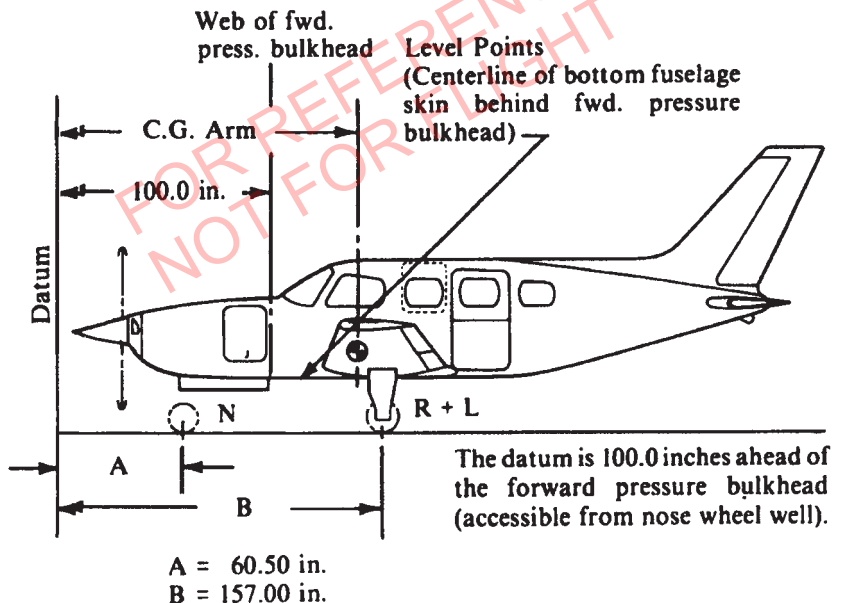 Web of fwd.
press. bulkhead
Level Points
(Centerline of bottom fuselage
skin behind fwd. pressure
bulkhead)
C.G. Arm
100.0 in.
FOR REFERENC
NOT FOR FLIGHT
Datum
N
R + L
A
B
The datum is 100.0 inches ahead of
the forward pressure bulkhead
(accessible from nose wheel well).
A = 60.50 in.
B = 157.00 in.